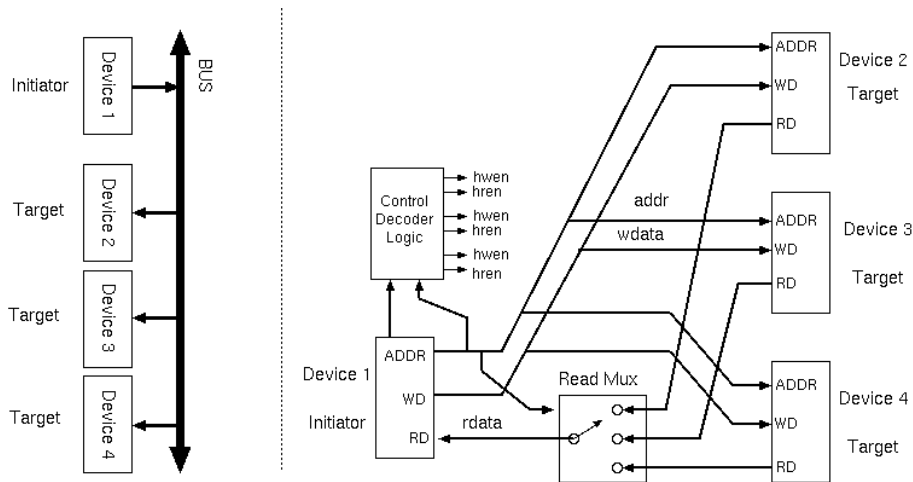 BUS
Initiator
Device 1
Target
Device 2
Target
Device 3
Target
Device 4
Control
Decoder
Logic
hwen
hren
hwen
hren
hwen
hren
addr
wdata
Device 1
Initiator
ADDR
WD
RD
rdata
Read Mux
ADDR
WD
RD
Device 2
Target
ADDR
WD
RD
Device 3
Target
ADDR
WD
RD
Device 4
Target